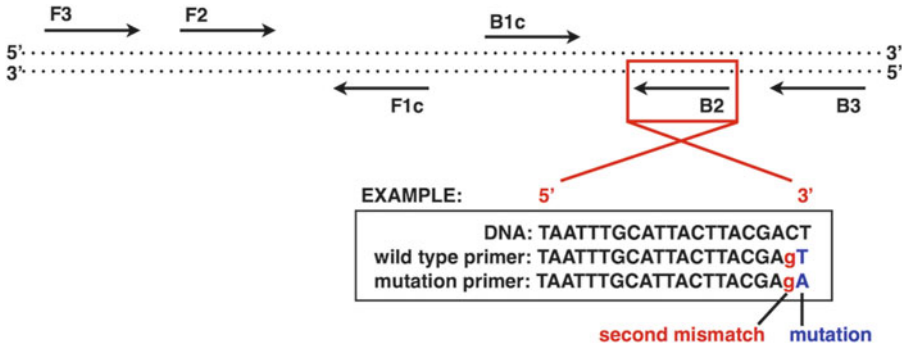 F3 F2 B1c
5' 3'
3' 5'
F1c B2 B3
5' 3'
EXAMPLE:
DNA: TAATTTGCATTACTTACGACT
wild type primer: TAATTTGCATTACTTACGAgT
mutation primer: TAATTTGCATTACTTACGAgA
second mismatch mutation